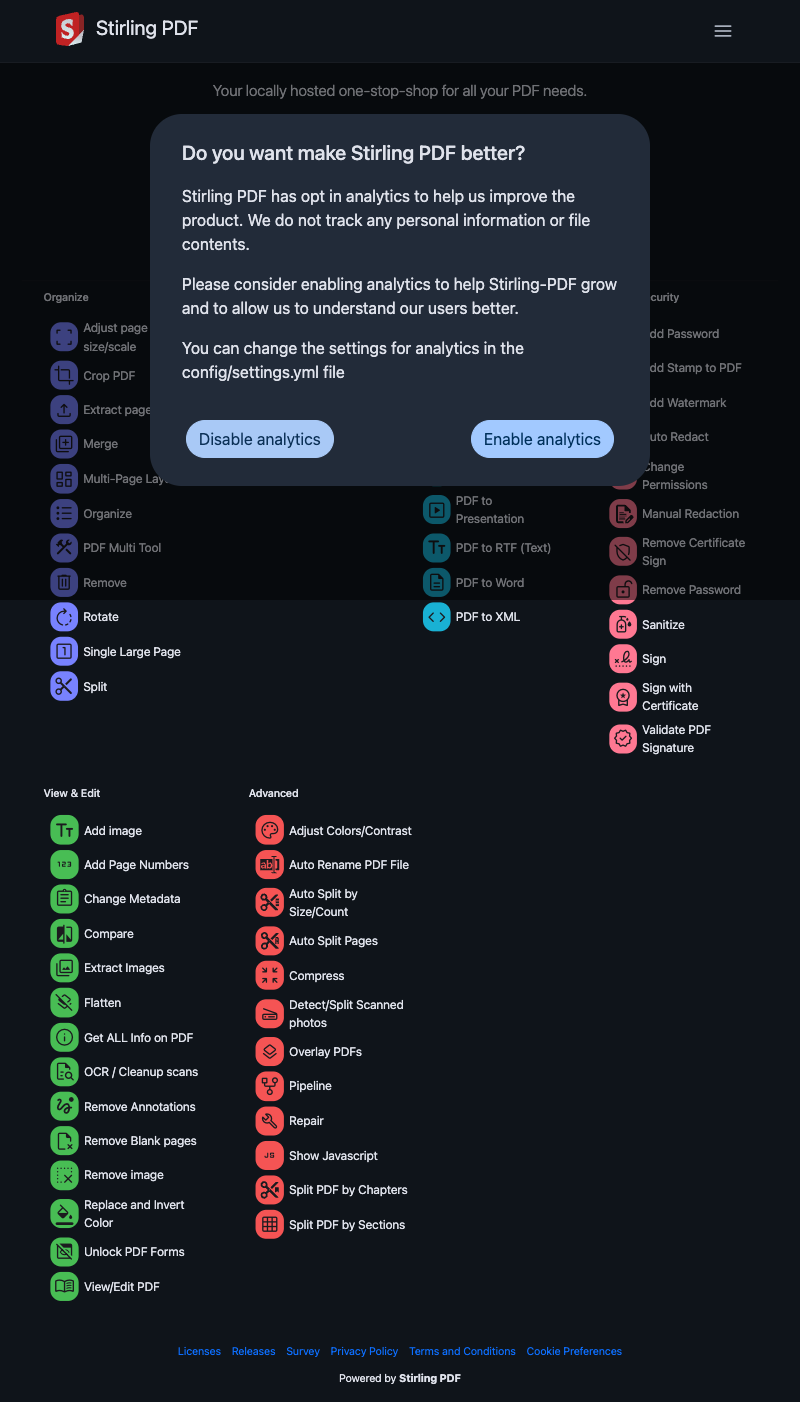 Stirling PDF
Your locally hosted one-stop-shop for all your PDF needs.
Do you want make Stirling PDF better?
Stirling PDF has opt in analytics to help us improve the
product. We do not track any personal information or file
contents.
Please consider enabling analytics to help Stirling-PDF grow
and to allow us to understand our users better.
You can change the settings for analytics in the
config/settings.yml file
Disable analytics
Enable analytics
Organize
Adjust page
size/scale
Crop PDF
Extract page
Merge
Multi-Page Lay
Organize
PDF Multi Tool
Remove
Rotate
Single Large Page
Split
PDF to
Presentation
PDF to RTF (Text)
PDF to Word
PDF to XML
curity
dd Password
dd Stamp to PDF
dd Watermark
uto Redact
Change
Permissions
Manual Redaction
Remove Certificate
Sign
Remove Password
Sanitize
Sign
Sign with
Certificate
Validate PDF
Signature
View & Edit
Add image
Add Page Numbers
Change Metadata
Compare
Extract Images
Flatten
Get ALL Info on PDF
OCR / Cleanup scans
Remove Annotations
Remove Blank pages
Remove image
Replace and Invert
Color
Unlock PDF Forms
View/Edit PDF
Advanced
Adjust Colors/Contrast
Auto Rename PDF File
Auto Split by
Size/Count
Auto Split Pages
Compress
Detect/Split Scanned
photos
Overlay PDFs
Pipeline
Repair
Show Javascript
Split PDF by Chapters
Split PDF by Sections
Licenses Releases Survey Privacy Policy Terms and Conditions Cookie Preferences
Powered by Stirling PDF